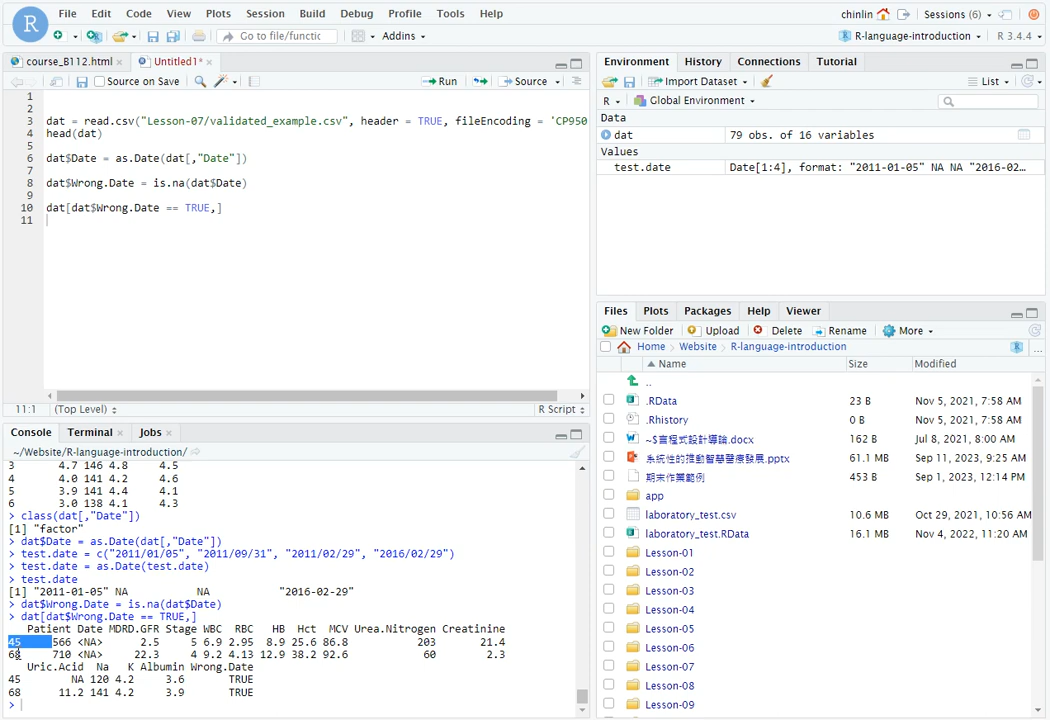 File Edit Code View Plots Session Build Debug Profile Tools Help
chinlin Sessions (6)
Go to file/functic Addins
R-language-introduction R 3.4.4
course_B112.html Untitled1*
Source on Save Run Source
1
2
3 dat = read.csv("Lesson-07/validated_example.csv", header = TRUE, fileEncoding = 'CP950
4 head(dat)
5
6 dat$Date = as.Date(dat[,"Date"])
7
8 dat$Wrong.Date = is.na(dat$Date)
9
10 dat[dat$Wrong.Date == TRUE,]
11
11:1 (Top Level) R Script
Console Terminal Jobs
~/Website/R-language-introduction/
3 4.7 146 4.8 4.5
4 4.0 141 4.2 4.6
5 3.9 141 4.4 4.1
6 3.0 138 4.1 4.3
> class(dat[,"Date"])
[1] "factor"
> dat$Date = as.Date(dat[,"Date"])
> test.date = c("2011/01/05", "2011/09/31", "2011/02/29", "2016/02/29")
> test.date = as.Date(test.date)
> test.date
[1] "2011-01-05" NA NA "2016-02-29"
> dat$Wrong.Date = is.na(dat$Date)
> dat[dat$Wrong.Date == TRUE,]
Patient Date MDRD.GFR Stage WBC RBC HB Hct MCV Urea.Nitrogen Creatinine
45 566 <NA> 2.5 5 6.9 2.95 8.9 25.6 86.8 203 21.4
68 710 <NA> 22.3 4 9.2 4.13 12.9 38.2 92.6 60 2.3
Uric.Acid Na K Albumin Wrong.Date
45 NA 120 4.2 3.6 TRUE
68 11.2 141 4.2 3.9 TRUE
>
Environment History Connections Tutorial
Import Dataset List
R Global Environment
Data
dat 79 obs. of 16 variables
Values
test.date Date[1:4], format: "2011-01-05" NA NA "2016-02…
Files Plots Packages Help Viewer
New Folder Upload Delete Rename More
Home Website R-language-introduction
Name Size Modified
..
.RData 23 B Nov 5, 2021, 7:58 AM
.Rhistory 0 B Nov 5, 2021, 7:58 AM
~$言程式設計導論.docx 162 B Jul 8, 2021, 8:00 AM
系統性的推動智慧醫療發展.pptx 61.1 MB Sep 11, 2023, 9:25 AM
期末作業範例 453 B Sep 1, 2023, 12:14 PM
app
laboratory_test.csv 10.6 MB Oct 29, 2021, 10:56 AM
laboratory_test.RData 16.1 MB Nov 4, 2022, 11:20 AM
Lesson-01
Lesson-02
Lesson-03
Lesson-04
Lesson-05
Lesson-06
Lesson-07
Lesson-08
Lesson-09